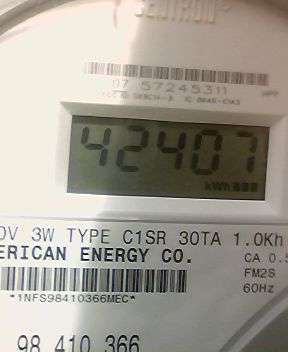 CENTRON
07 57245311
42407
kWh
0V 3W TYPE C1SR 30TA 1.0Kh
ERICAN ENERGY CO. CA 0.5
FM2S
*1NFS98410366MEC* 60Hz
98 410 366